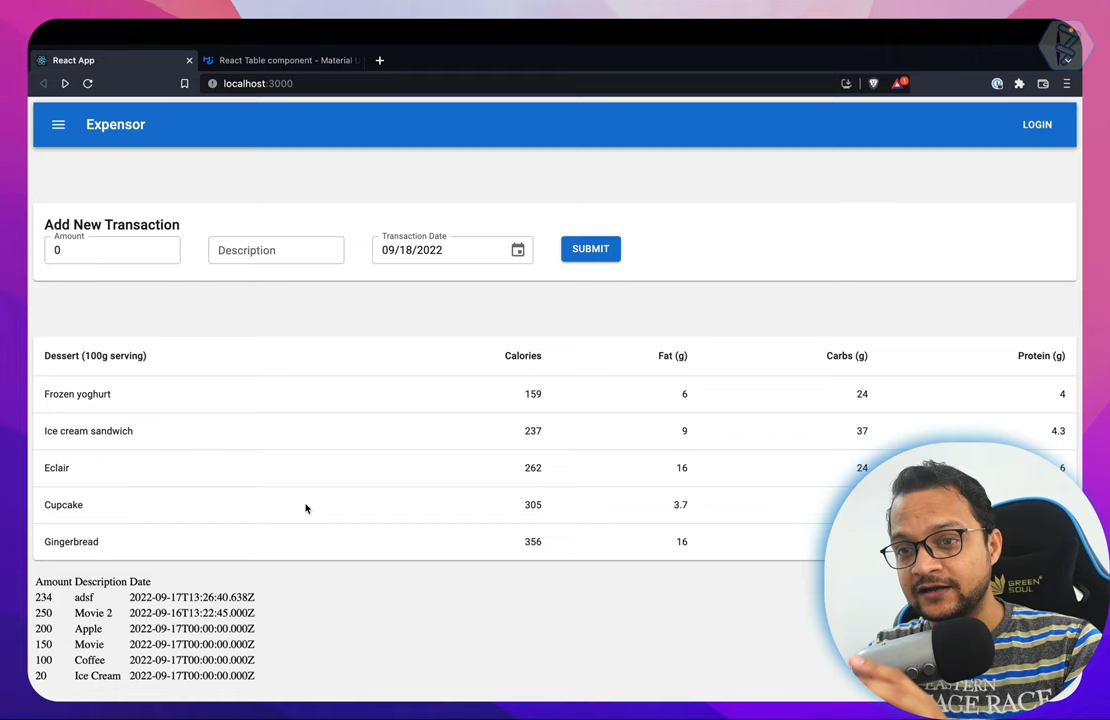 React App
React Table component - Material U
localhost:3000
1
Expensor
LOGIN
Add New Transaction
Amount
0
Description
Transaction Date
09/18/2022
SUBMIT
Dessert (100g serving) Calories Fat (g) Carbs (g) Protein (g)
Frozen yoghurt 159 6 24 4
Ice cream sandwich 237 9 37 4.3
Eclair 262 16 24 6
Cupcake 305 3.7
Gingerbread 356 16
Amount Description Date
234 adsf 2022-09-17T13:26:40.638Z
250 Movie 2 2022-09-16T13:22:45.000Z
200 Apple 2022-09-17T00:00:00.000Z
150 Movie 2022-09-17T00:00:00.000Z
100 Coffee 2022-09-17T00:00:00.000Z
20 Ice Cream 2022-09-17T00:00:00.000Z
GREEN
SOUL
EASTERN
RACE